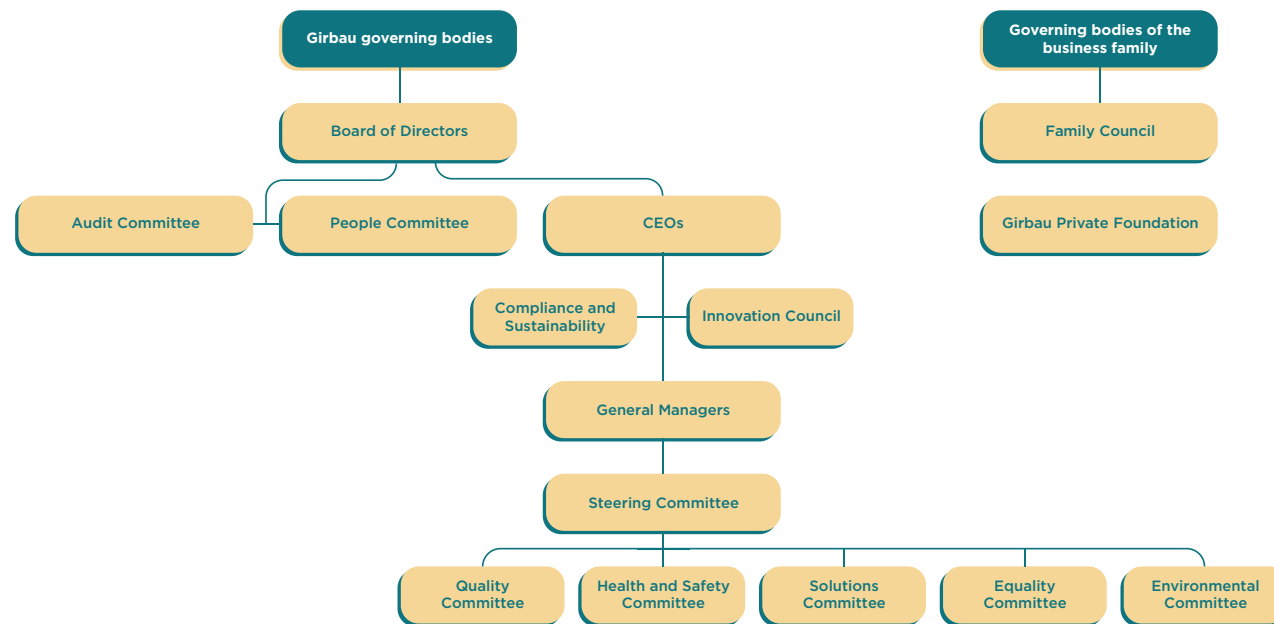 Girbau governing bodies
Governing bodies of the
business family
Board of Directors
Family Council
Audit Committee
People Committee
CEOs
Girbau Private Foundation
Compliance and
Sustainability
Innovation Council
General Managers
Steering Committee
Quality
Committee
Health and Safety
Committee
Solutions
Committee
Equality
Committee
Environmental
Committee